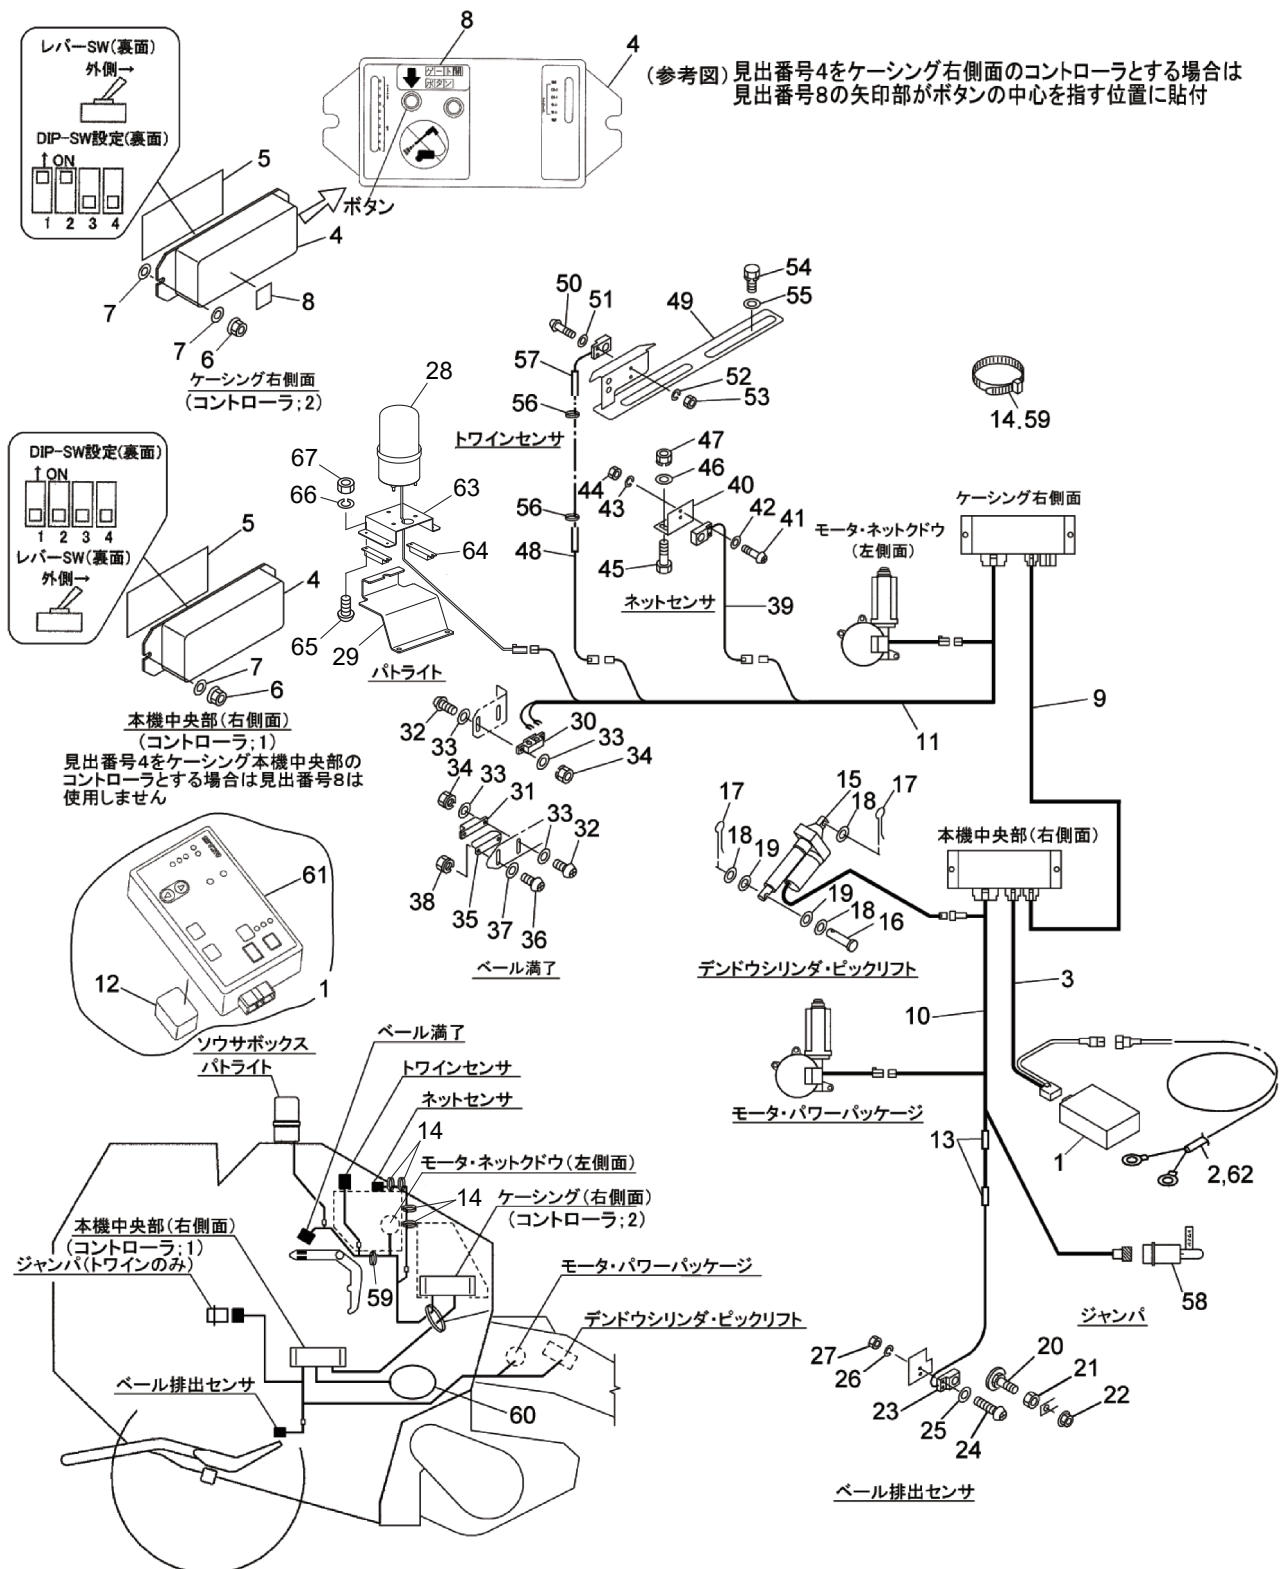 レバーSW(裏面)
外側→
DIP-SW設定(裏面)
↑ON
1 2 3 4
5
4
7
8
7
6
ケーシング右側面
(コントローラ;2)
8
4
ゲート開
ボタン
ボタン
(参考図)見出番号4をケーシング右側面のコントローラとする場合は
見出番号8の矢印部がボタンの中心を指す位置に貼付
DIP-SW設定(裏面)
↑ON
1 2 3 4
レバーSW(裏面)
外側→
5
4
7
6
本機中央部(右側面)
(コントローラ;1)
見出番号4をケーシング本機中央部の
コントローラとする場合は見出番号8は
使用しません
28
67
66
63
64
65
29
パトライト
50
51
49
54
55
57
52
53
56
トワインセンサ
56
48
47
46
44
43
40
42
41
45
39
ネットセンサ
14.59
ケーシング右側面
モータ・ネットクドウ
(左側面)
9
11
32
33
30
33
34
34
33
31
33
32
38
35
37
36
ベール満了
17
15
18
17
18
19
19
18
16
デンドウシリンダ・ピックリフト
本機中央部(右側面)
3
10
モータ・パワーパッケージ
13
1
2,62
58
ジャンパ
27
26
23
25
24
20
21
22
ベール排出センサ
61
12
1
ソウサボックス
パトライト
ベール満了
トワインセンサ
ネットセンサ
14
モータ・ネットクドウ(左側面)
14
ケーシング(右側面)
(コントローラ;2)
本機中央部(右側面)
(コントローラ;1)
ジャンパ(トワインのみ)
59
モータ・パワーパッケージ
デンドウシリンダ・ピックリフト
ベール排出センサ
60